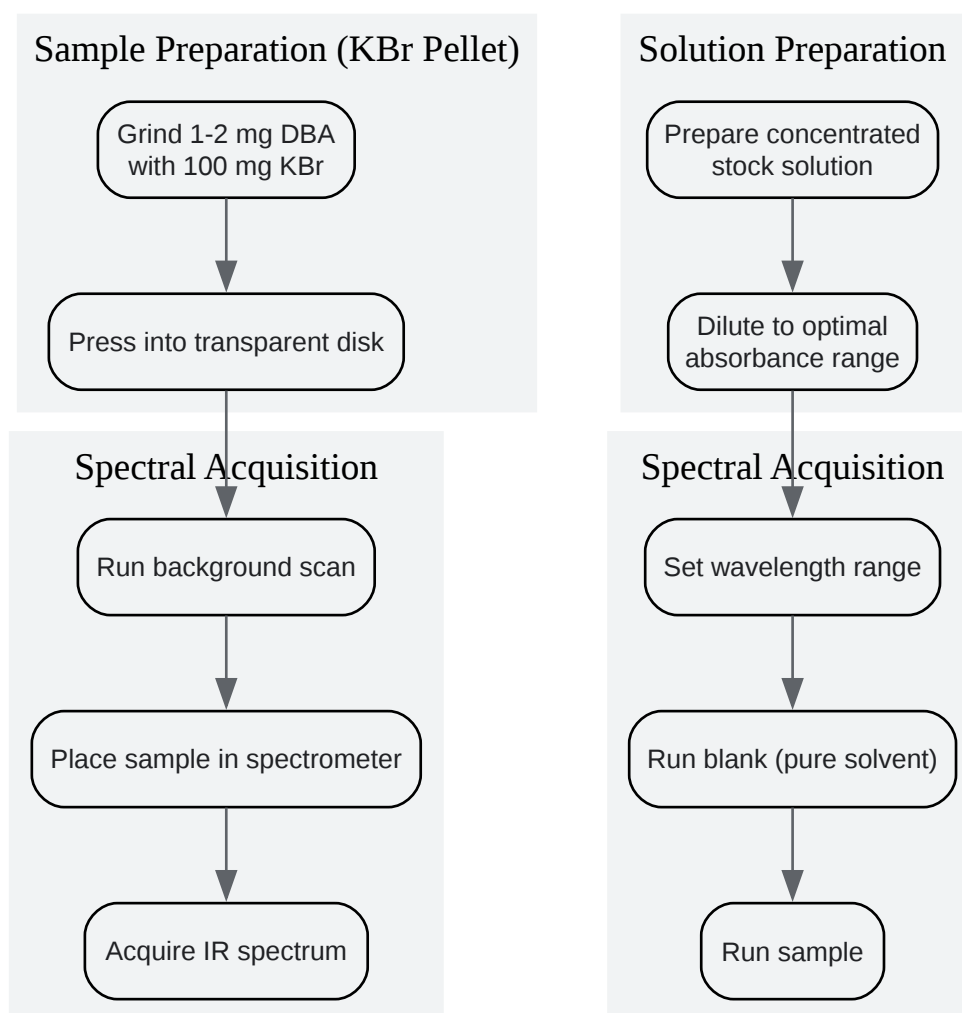 Sample Preparation (KBr Pellet)
Grind 1-2 mg DBA
with 100 mg KBr
Press into transparent disk
Spectral Acquisition
Run background scan
Place sample in spectrometer
Acquire IR spectrum
Solution Preparation
Prepare concentrated
stock solution
Dilute to optimal
absorbance range
Spectral Acquisition
Set wavelength range
Run blank (pure solvent)
Run sample